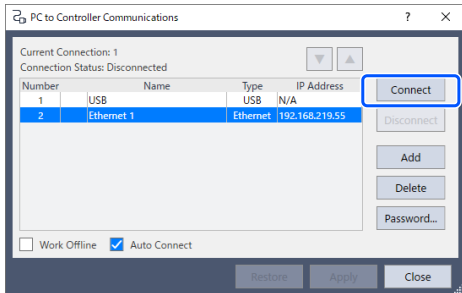 PC to Controller Communications ? ×
Current Connection: 1
Connection Status: Disconnected
Number Name Type IP Address
1 USB USB N/A
2 Ethernet 1 Ethernet 192.168.219.55
Connect
Disconnect
Add
Delete
Password...
Work Offline Auto Connect
Restore Apply Close